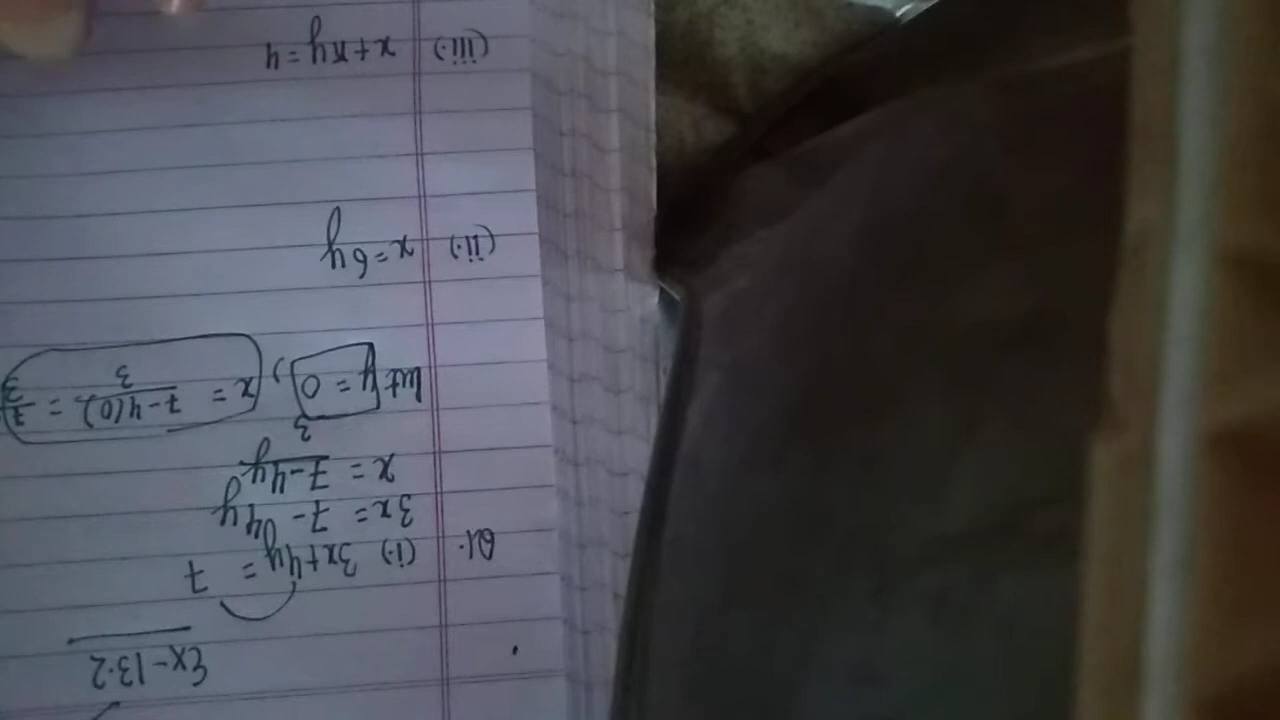 Ex-13.2
Q1. (i.) 3x+4y = 7
3x = 7-4y
x = 7-4y/3
let y = 0, x = 7-4(0)/3 = 7/3
(ii.) x=6y
(iii.) x+πy=4